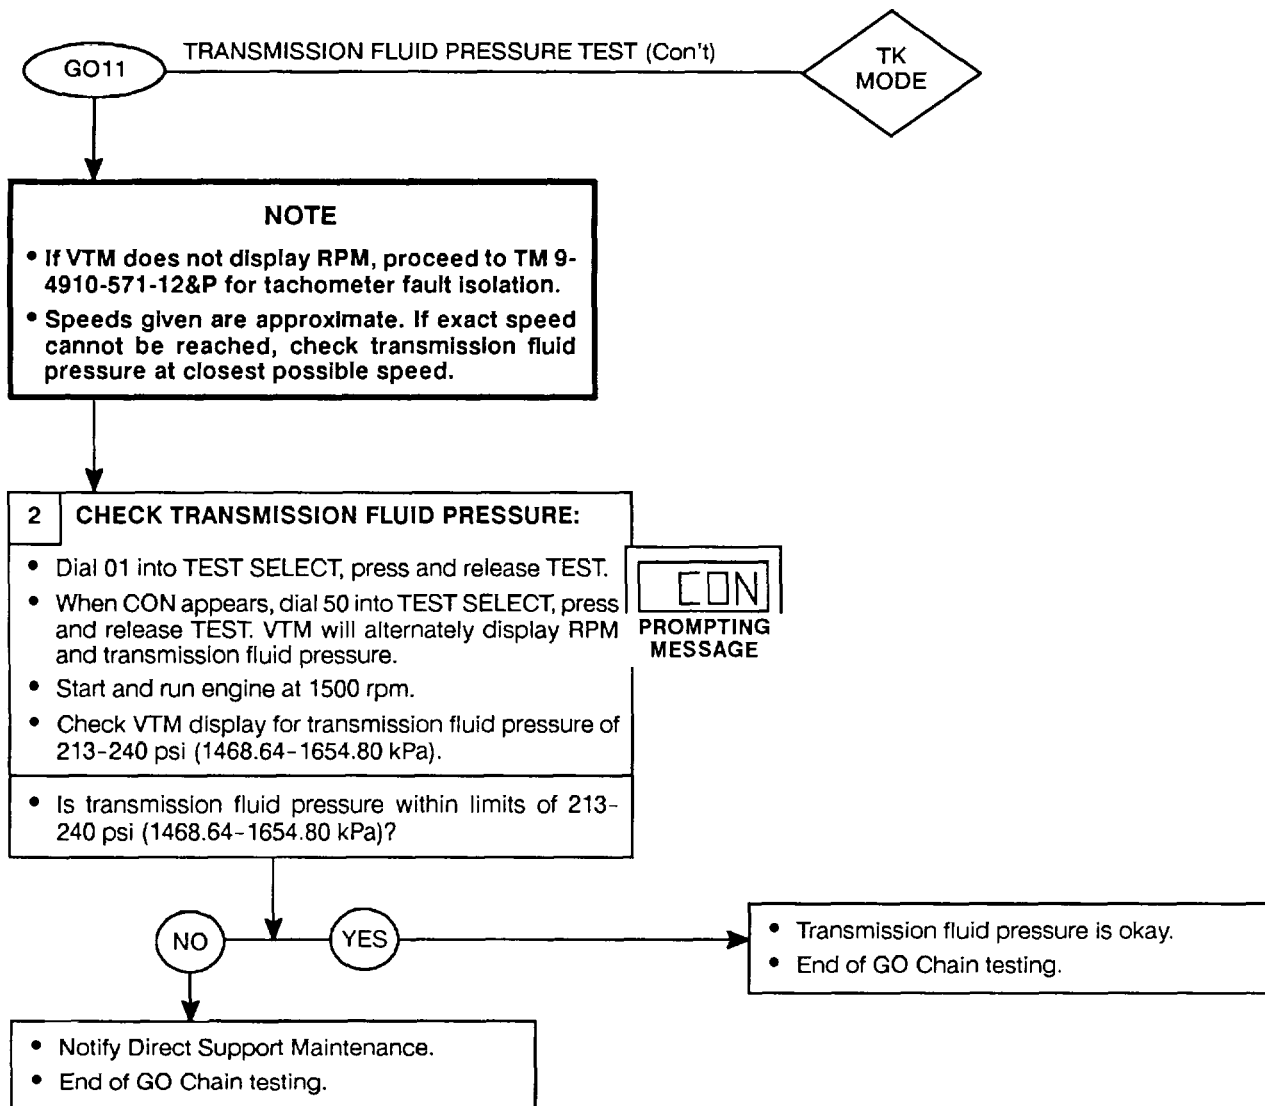 GO11
TRANSMISSION FLUID PRESSURE TEST (Con't)
TK
MODE
NOTE
• If VTM does not display RPM, proceed to TM 9-
4910-571-12&P for tachometer fault isolation.
• Speeds given are approximate. If exact speed
cannot be reached, check transmission fluid
pressure at closest possible speed.
2 CHECK TRANSMISSION FLUID PRESSURE:
• Dial 01 into TEST SELECT, press and release TEST.
• When CON appears, dial 50 into TEST SELECT, press
and release TEST. VTM will alternately display RPM
and transmission fluid pressure.
• Start and run engine at 1500 rpm.
• Check VTM display for transmission fluid pressure of
213-240 psi (1468.64-1654.80 kPa).
CON
PROMPTING
MESSAGE
• Is transmission fluid pressure within limits of 213-
240 psi (1468.64-1654.80 kPa)?
NO
YES
• Transmission fluid pressure is okay.
• End of GO Chain testing.
• Notify Direct Support Maintenance.
• End of GO Chain testing.